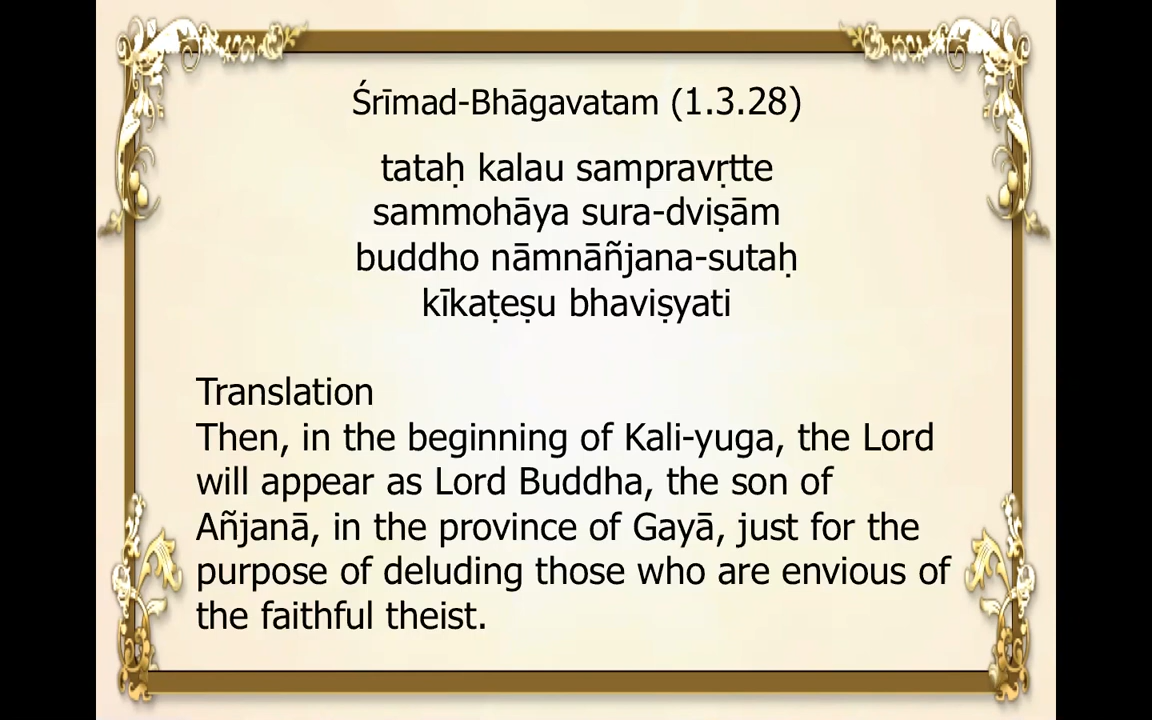 Śrīmad-Bhāgavatam (1.3.28)
tataḥ kalau sampravṛtte
sammohāya sura-dviṣām
buddho nāmnāñjana-sutaḥ
kīkaṭeṣu bhaviṣyati
Translation
Then, in the beginning of Kali-yuga, the Lord
will appear as Lord Buddha, the son of
Añjanā, in the province of Gayā, just for the
purpose of deluding those who are envious of
the faithful theist.